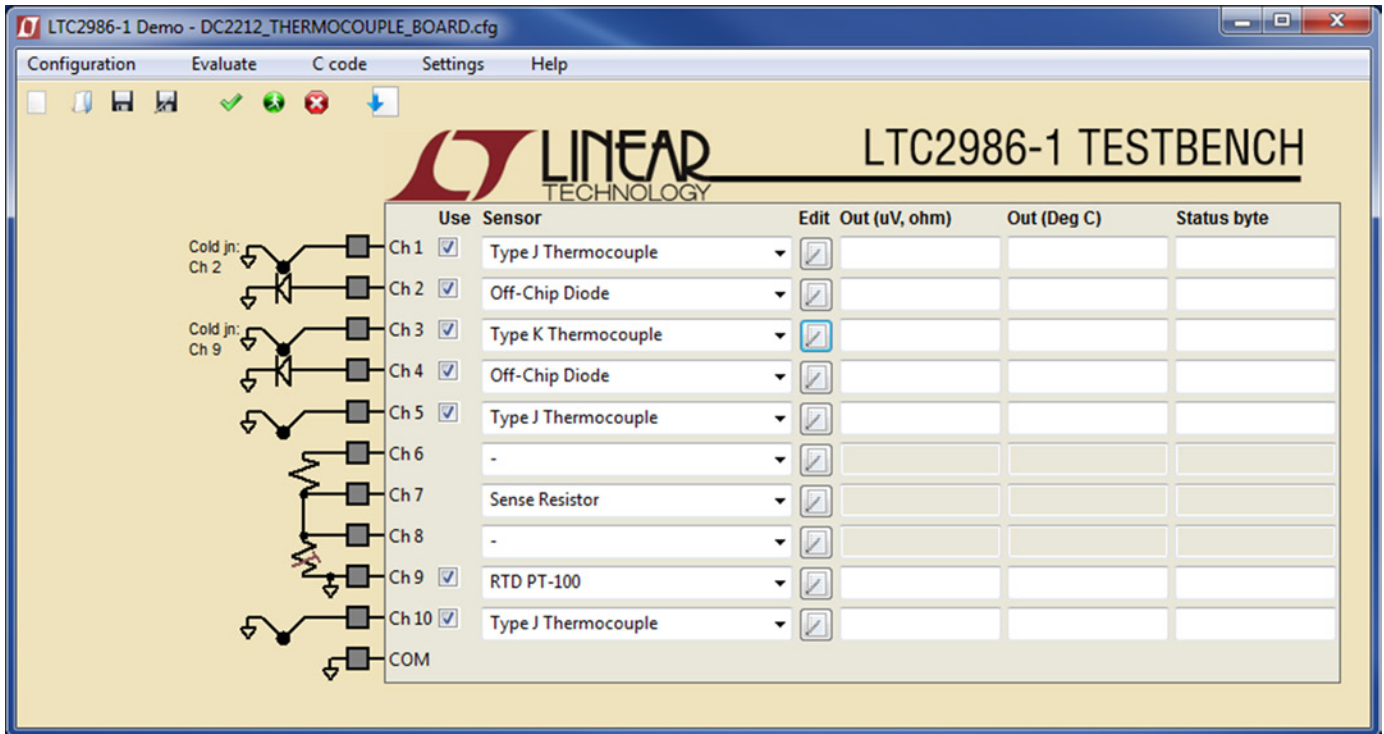 LTC2986-1 Demo - DC2212_THERMOCOUPLE_BOARD.cfg
Configuration Evaluate C code Settings Help
LINEAR TECHNOLOGY
LTC2986-1 TESTBENCH
Use Sensor Edit Out (uV, ohm) Out (Deg C) Status byte
Cold jn: Ch 2
Ch 1 Type J Thermocouple
Ch 2 Off-Chip Diode
Cold jn: Ch 9
Ch 3 Type K Thermocouple
Ch 4 Off-Chip Diode
Ch 5 Type J Thermocouple
Ch 6 -
Ch 7 Sense Resistor
Ch 8 -
Ch 9 RTD PT-100
Ch 10 Type J Thermocouple
COM